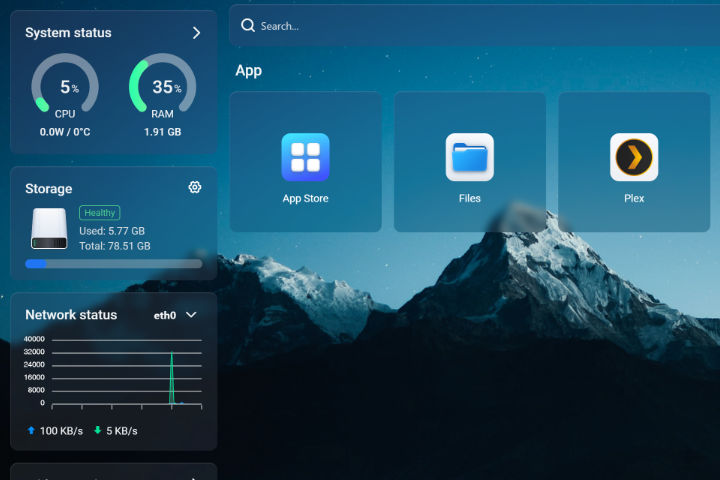 System status
5%
35%
CPU
RAM
0.0W / 0°C
1.91 GB
Storage
Healthy
Used: 5.77 GB
Total: 78.51 GB
Network status
eth0
40000
32000
24000
16000
8000
0
100 KB/s
5 KB/s
Search...
App
App Store
Files
Plex